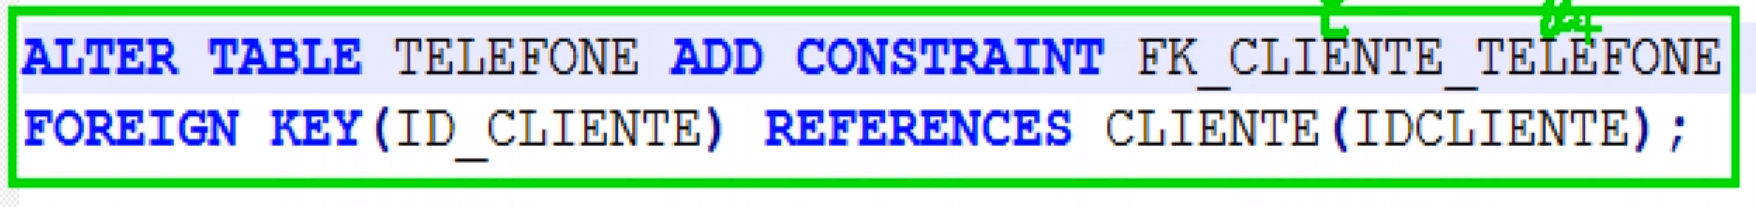 ALTER TABLE TELEFONE ADD CONSTRAINT FK_CLIENTE_TELEFONE
FOREIGN KEY(ID_CLIENTE) REFERENCES CLIENTE(IDCLIENTE);